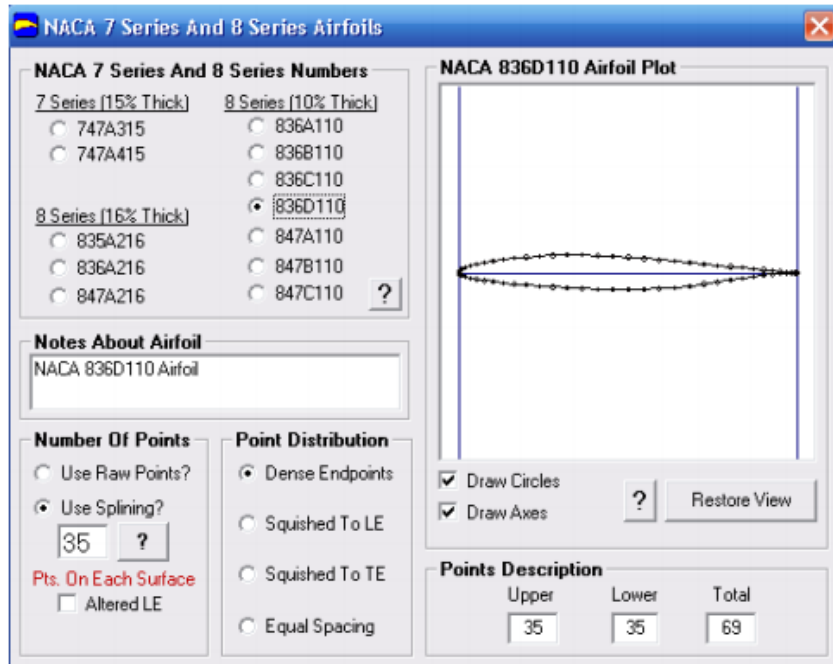 NACA 7 Series And 8 Series Airfoils
NACA 7 Series And 8 Series Numbers
7 Series (15% Thick)
747A315
747A415
8 Series (16% Thick)
835A216
836A216
847A216
8 Series (10% Thick)
836A110
836B110
836C110
836D110
847A110
847B110
847C110
?
Notes About Airfoil
NACA 836D110 Airfoil
Number Of Points
Use Raw Points?
Use Splining?
35 ?
Pts. On Each Surface
Altered LE
Point Distribution
Dense Endpoints
Squished To LE
Squished To TE
Equal Spacing
NACA 836D110 Airfoil Plot
Draw Circles
Draw Axes
? Restore View
Points Description
Upper Lower Total
35 35 69